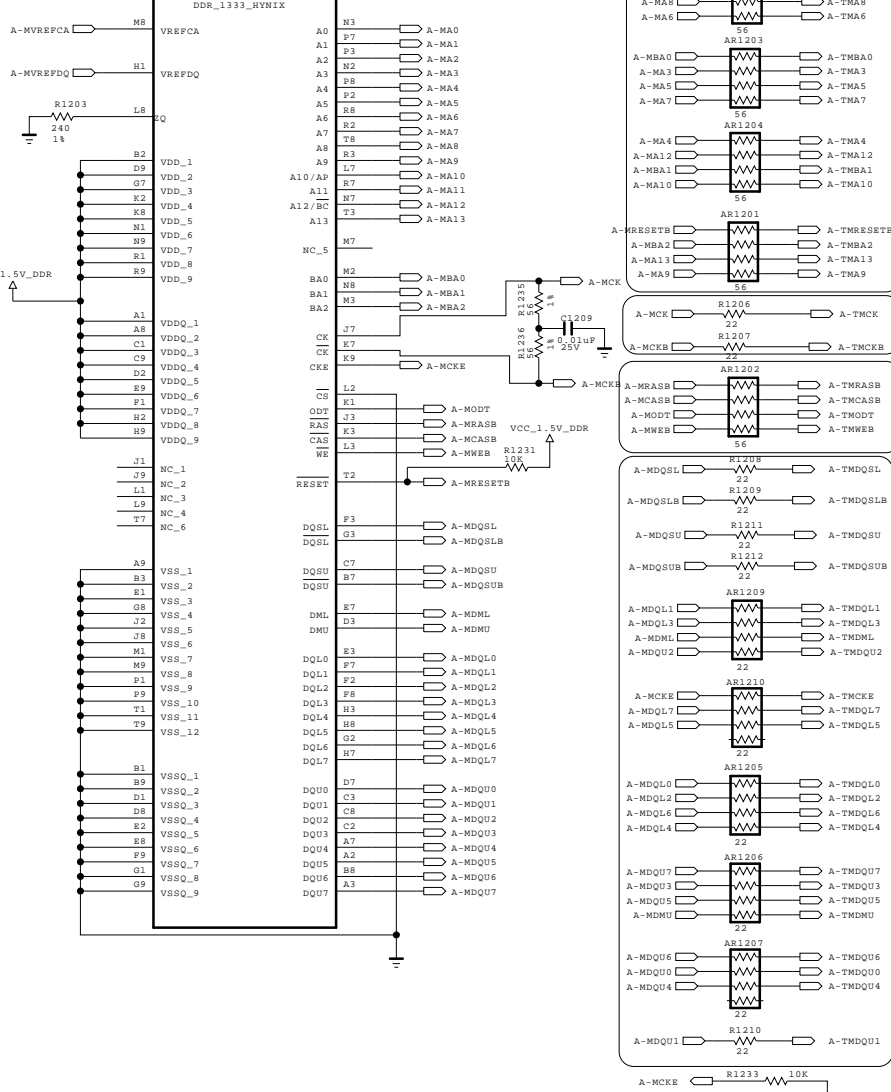 DDR_1333_HYNIX
A-MVREFCA
M8
VREFCA
A-MVREFDQ
H1
VREFDQ
R1203
240
1%
L8
ZQ
B2
VDD_1
D9
VDD_2
G7
VDD_3
K2
VDD_4
K8
VDD_5
N1
VDD_6
N9
VDD_7
R1
VDD_8
R9
VDD_9
1.5V_DDR
A1
VDDQ_1
A8
VDDQ_2
C1
VDDQ_3
C9
VDDQ_4
D2
VDDQ_5
E9
VDDQ_6
F1
VDDQ_7
H2
VDDQ_8
H9
VDDQ_9
J1
NC_1
J9
NC_2
L1
NC_3
L9
NC_4
T7
NC_6
A9
VSS_1
B3
VSS_2
E1
VSS_3
G8
VSS_4
J2
VSS_5
J8
VSS_6
M1
VSS_7
M9
VSS_8
P1
VSS_9
P9
VSS_10
T1
VSS_11
T9
VSS_12
B1
VSSQ_1
B9
VSSQ_2
D1
VSSQ_3
D8
VSSQ_4
E2
VSSQ_5
E8
VSSQ_6
F9
VSSQ_7
G1
VSSQ_8
G9
VSSQ_9
A0 N3 A-MA0
A1 P7 A-MA1
A2 P3 A-MA2
A3 N2 A-MA3
A4 P8 A-MA4
A5 P2 A-MA5
A6 R8 A-MA6
A7 R2 A-MA7
A8 T8 A-MA8
A9 R3 A-MA9
A10/AP L7 A-MA10
A11 R7 A-MA11
A12/BC N7 A-MA12
A13 T3 A-MA13
NC_5 M7
BA0 M2 A-MBA0
BA1 N8 A-MBA1
BA2 M3 A-MBA2
CK J7
CK K7
CKE K9 A-MCKE
CS L2
ODT K1 A-MODT
RAS J3 A-MRASB
CAS K3 A-MCASB
WE L3 A-MWEB
RESET T2 A-MRESETB
R1231
10K
VCC_1.5V_DDR
DQSL F3 A-MDQSL
DQSL G3 A-MDQSLB
DQSU C7 A-MDQSU
DQSU B7 A-MDQSUB
DML E7 A-MDML
DMU D3 A-MDMU
DQL0 E3 A-MDQL0
DQL1 F7 A-MDQL1
DQL2 F2 A-MDQL2
DQL3 F8 A-MDQL3
DQL4 H3 A-MDQL4
DQL5 H8 A-MDQL5
DQL6 G2 A-MDQL6
DQL7 H7 A-MDQL7
DQU0 D7 A-MDQU0
DQU1 C3 A-MDQU1
DQU2 C8 A-MDQU2
DQU3 C2 A-MDQU3
DQU4 A7 A-MDQU4
DQU5 A2 A-MDQU5
DQU6 B8 A-MDQU6
DQU7 A3 A-MDQU7
A-MCK
R1235
56
1%
C1209
0.01uF
25V
R1236
56
1%
A-MCKB
A-MA8 A-TMA8
A-MA6 A-TMA6
56
AR1203
A-MBA0 A-TMBA0
A-MA3 A-TMA3
A-MA5 A-TMA5
A-MA7 A-TMA7
56
AR1204
A-MA4 A-TMA4
A-MA12 A-TMA12
A-MBA1 A-TMBA1
A-MA10 A-TMA10
56
AR1201
A-MRESETB A-TMRESETB
A-MBA2 A-TMBA2
A-MA13 A-TMA13
A-MA9 A-TMA9
56
R1206
A-MCK A-TMCK
22
R1207
A-MCKB A-TMCKB
22
AR1202
A-MRASB A-TMRASB
A-MCASB A-TMCASB
A-MODT A-TMODT
A-MWEB A-TMWEB
56
R1208
A-MDQSL A-TMDQSL
22
R1209
A-MDQSLB A-TMDQSLB
22
R1211
A-MDQSU A-TMDQSU
22
R1212
A-MDQSUB A-TMDQSUB
22
AR1209
A-MDQL1 A-TMDQL1
A-MDQL3 A-TMDQL3
A-MDML A-TMDML
A-MDQU2 A-TMDQU2
22
AR1210
A-MCKE A-TMCKE
A-MDQL7 A-TMDQL7
A-MDQL5 A-TMDQL5
22
AR1205
A-MDQL0 A-TMDQL0
A-MDQL2 A-TMDQL2
A-MDQL6 A-TMDQL6
A-MDQL4 A-TMDQL4
22
AR1206
A-MDQU7 A-TMDQU7
A-MDQU3 A-TMDQU3
A-MDQU5 A-TMDQU5
A-MDMU A-TMDMU
22
AR1207
A-MDQU6 A-TMDQU6
A-MDQU0 A-TMDQU0
A-MDQU4 A-TMDQU4
22
R1210
A-MDQU1 A-TMDQU1
22
A-MCKE R1233 10K